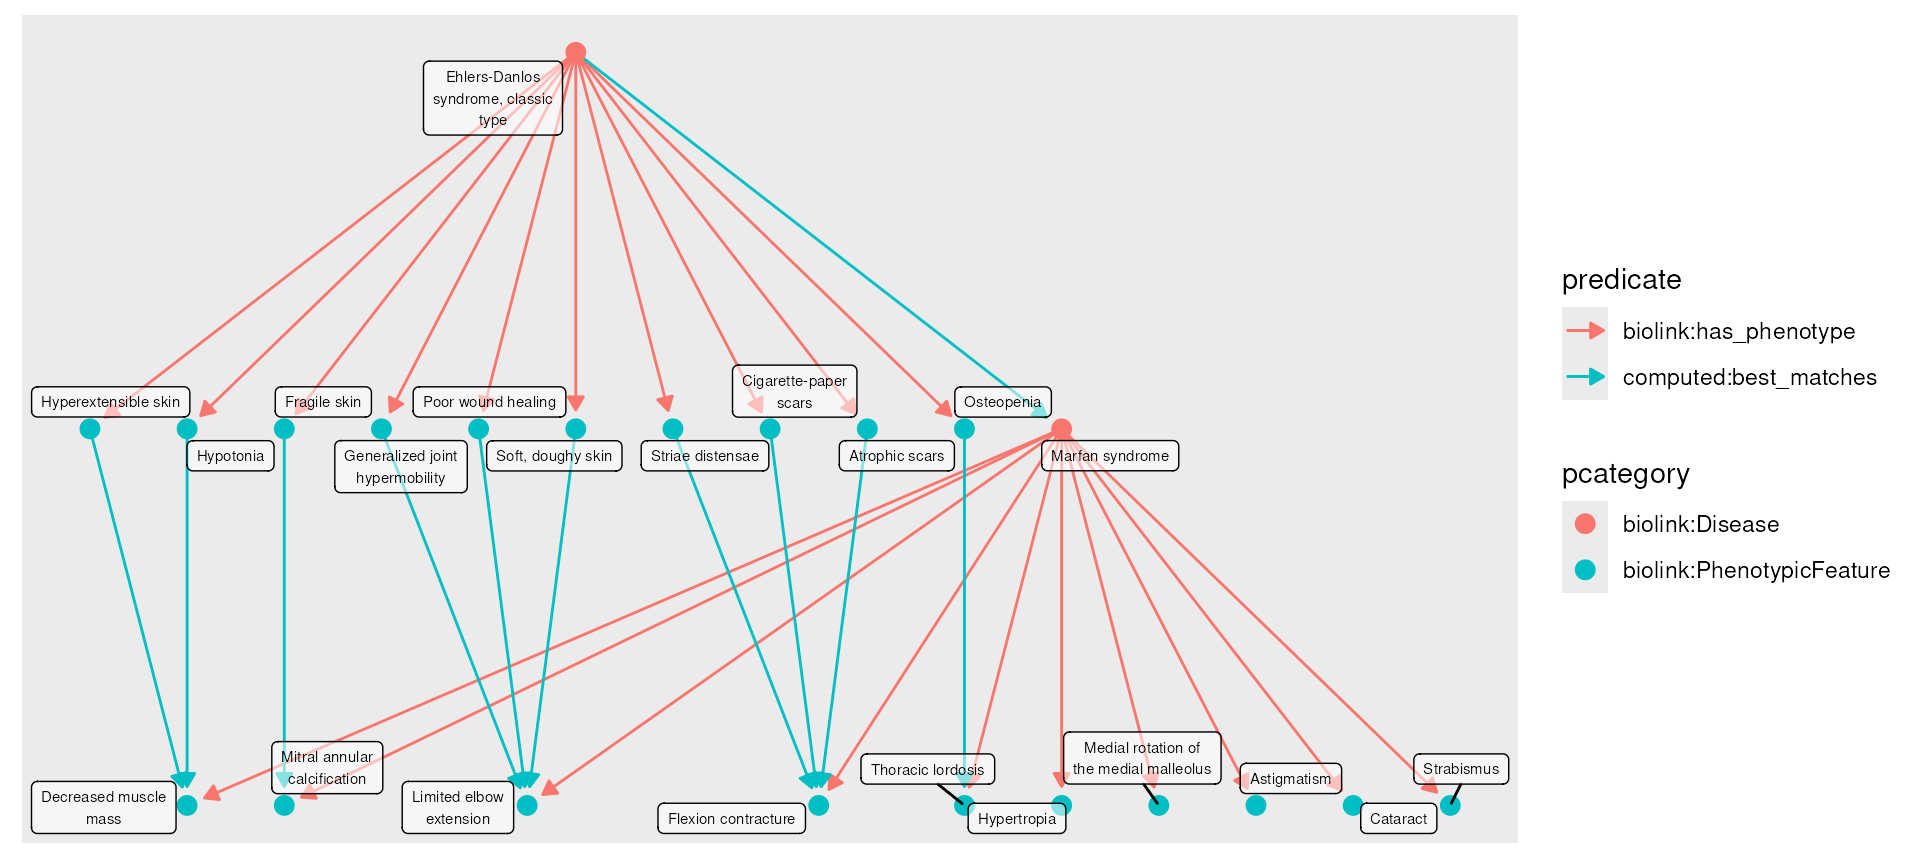 Ehlers-Danlos
syndrome, classic
type
Hyperextensible skin
Fragile skin
Poor wound healing
Cigarette-paper
scars
Osteopenia
Hypotonia
Generalized joint
hypermobility
Soft, doughy skin
Striae distensae
Atrophic scars
Marfan syndrome
Decreased muscle
mass
Mitral annular
calcification
Limited elbow
extension
Flexion contracture
Thoracic lordosis
Hypertropia
Medial rotation of
the medial malleolus
Astigmatism
Cataract
Strabismus
predicate
biolink:has_phenotype
computed:best_matches
pcategory
biolink:Disease
biolink:PhenotypicFeature